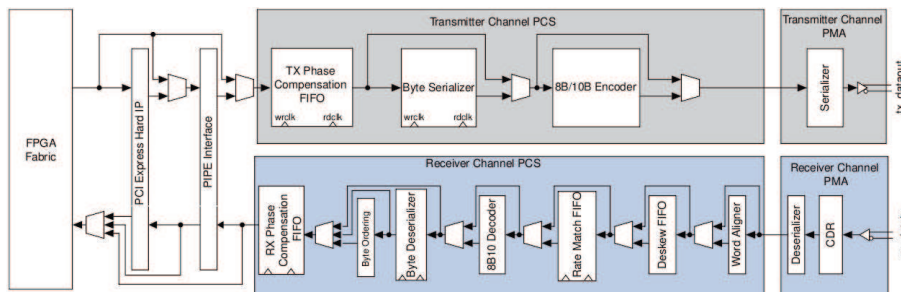 Transmitter Channel PCS
Transmitter Channel
PMA
FPGA
Fabric
PCI Express Hard IP
PIPE Interface
TX Phase
Compensation
FIFO
wrclk
rdclk
Byte Serializer
wrclk
rdclk
8B/10B Encoder
Serializer
tx_dataout
Receiver Channel PCS
Receiver Channel
PMA
RX Phase
Compensation
FIFO
Byte Ordering
Byte Deserializer
8B10 Decoder
Rate Match FIFO
Deskew FIFO
Word Aligner
Deserializer
CDR